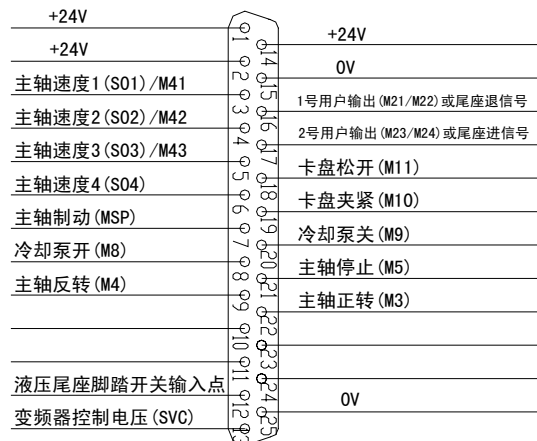 +24V
+24V
主轴速度1(S01)/M41
主轴速度2(S02)/M42
主轴速度3(S03)/M43
主轴速度4(S04)
主轴制动(MSP)
冷却泵开(M8)
主轴反转(M4)
液压尾座脚踏开关输入点
变频器控制电压(SVC)
1
2
3
4
5
6
7
8
9
10
11
12
13
14
15
16
17
18
19
20
21
22
23
24
25
+24V
0V
1号用户输出(M21/M22)或尾座退信号
2号用户输出(M23/M24)或尾座进信号
卡盘松开(M11)
卡盘夹紧(M10)
冷却泵关(M9)
主轴停止(M5)
主轴正转(M3)
0V